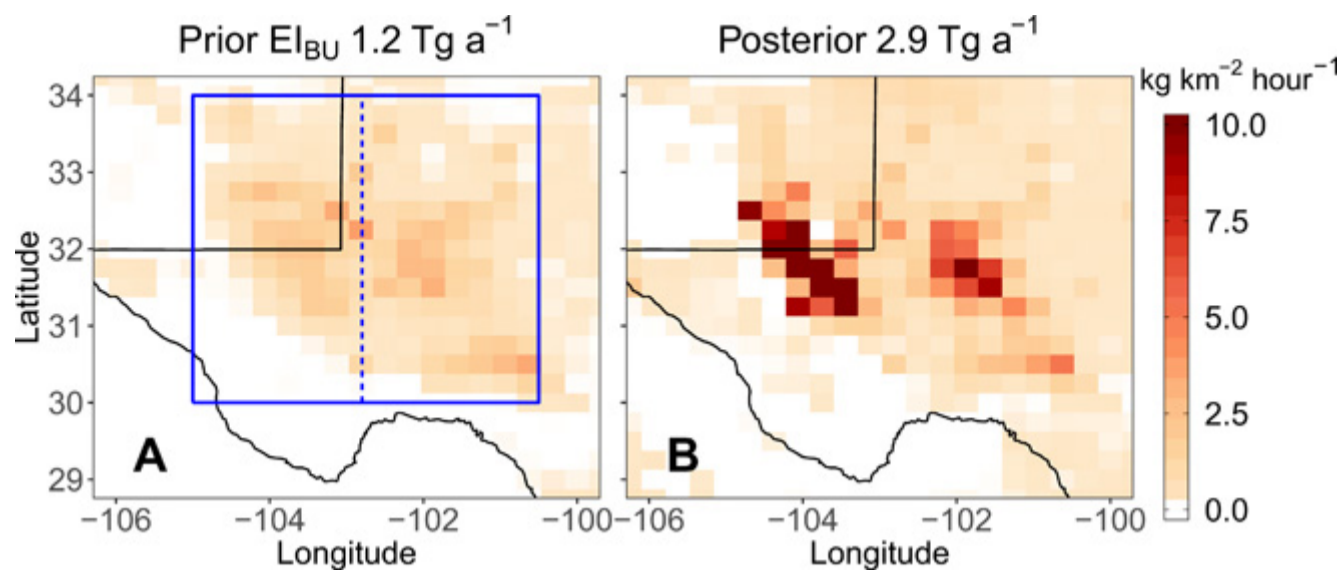 Prior EI_BU 1.2 Tg a⁻¹
Posterior 2.9 Tg a⁻¹
kg km⁻² hour⁻¹
34
33
32
31
30
29
Latitude
A
B
10.0
7.5
5.0
2.5
0.0
−106
−104
−102
−100
−106
−104
−102
−100
Longitude
Longitude